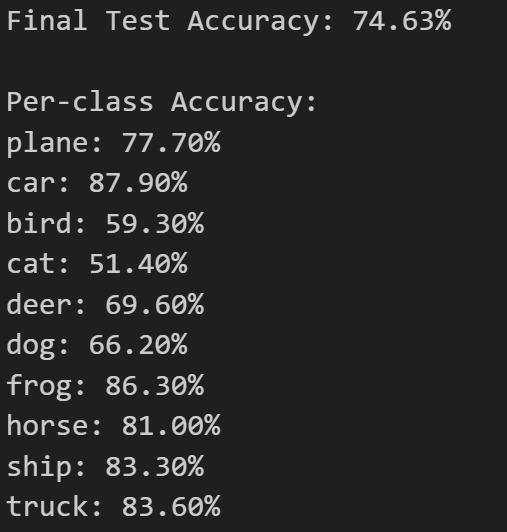 Final Test Accuracy: 74.63%
Per-class Accuracy:
plane: 77.70%
car: 87.90%
bird: 59.30%
cat: 51.40%
deer: 69.60%
dog: 66.20%
frog: 86.30%
horse: 81.00%
ship: 83.30%
truck: 83.60%